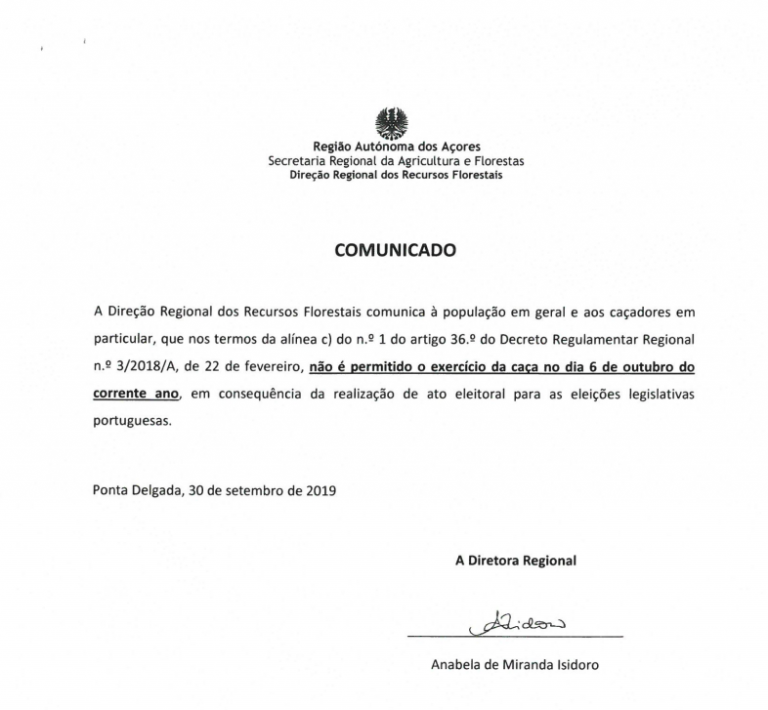 Região Autónoma dos Açores
Secretaria Regional da Agricultura e Florestas
Direção Regional dos Recursos Florestais
COMUNICADO
A Direção Regional dos Recursos Florestais comunica à população em geral e aos caçadores em
particular, que nos termos da alínea c) do n.º 1 do artigo 36.º do Decreto Regulamentar Regional
n.º 3/2018/A, de 22 de fevereiro, não é permitido o exercício da caça no dia 6 de outubro do
corrente ano, em consequência da realização de ato eleitoral para as eleições legislativas
portuguesas.
Ponta Delgada, 30 de setembro de 2019
A Diretora Regional
AIsidoro
Anabela de Miranda Isidoro